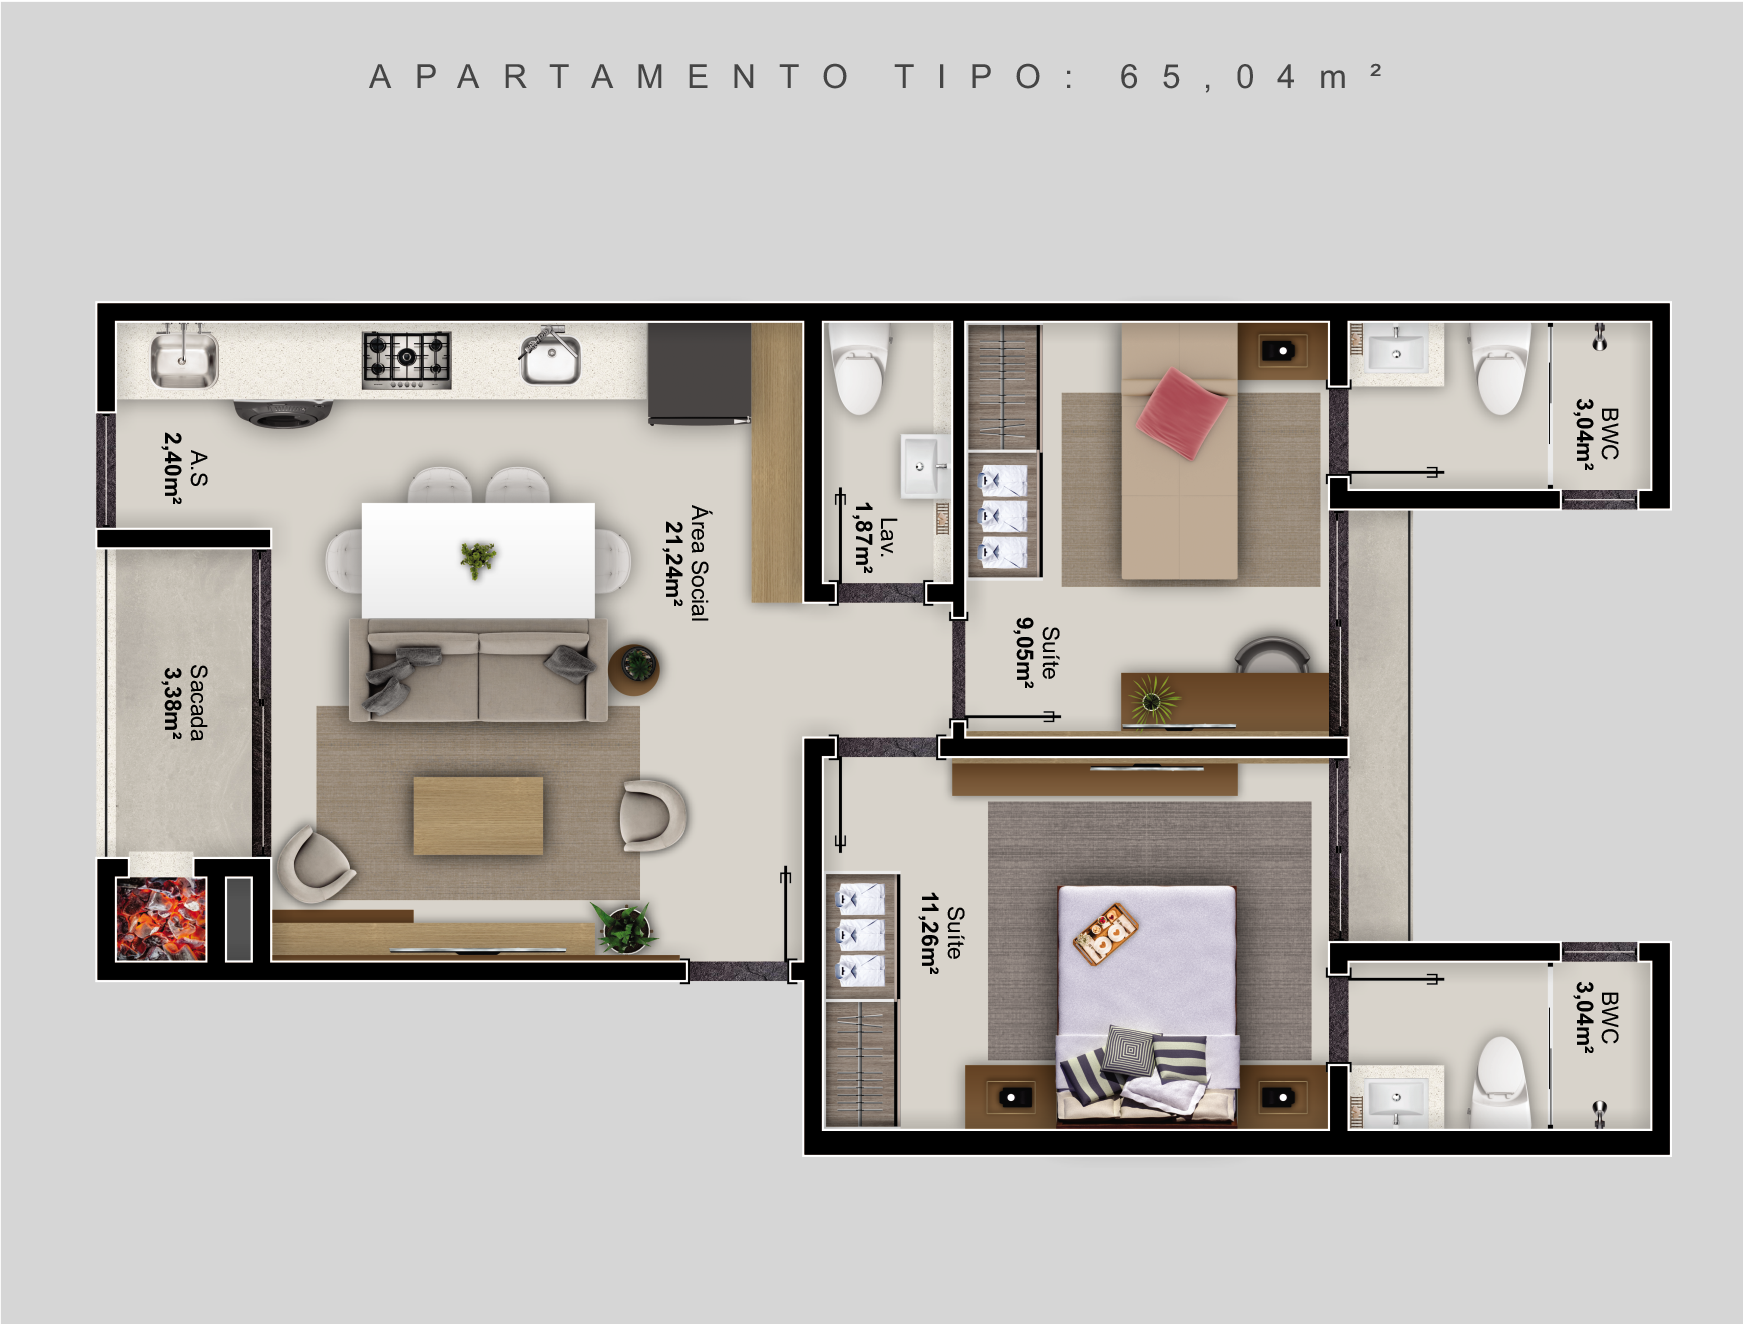 APARTAMENTO TIPO: 65,04m²
A.S
2,40m²
Sacada
3,38m²
Área Social
21,24m²
Lav.
1,87m²
Suíte
9,05m²
BWC
3,04m²
Suíte
11,26m²
BWC
3,04m²